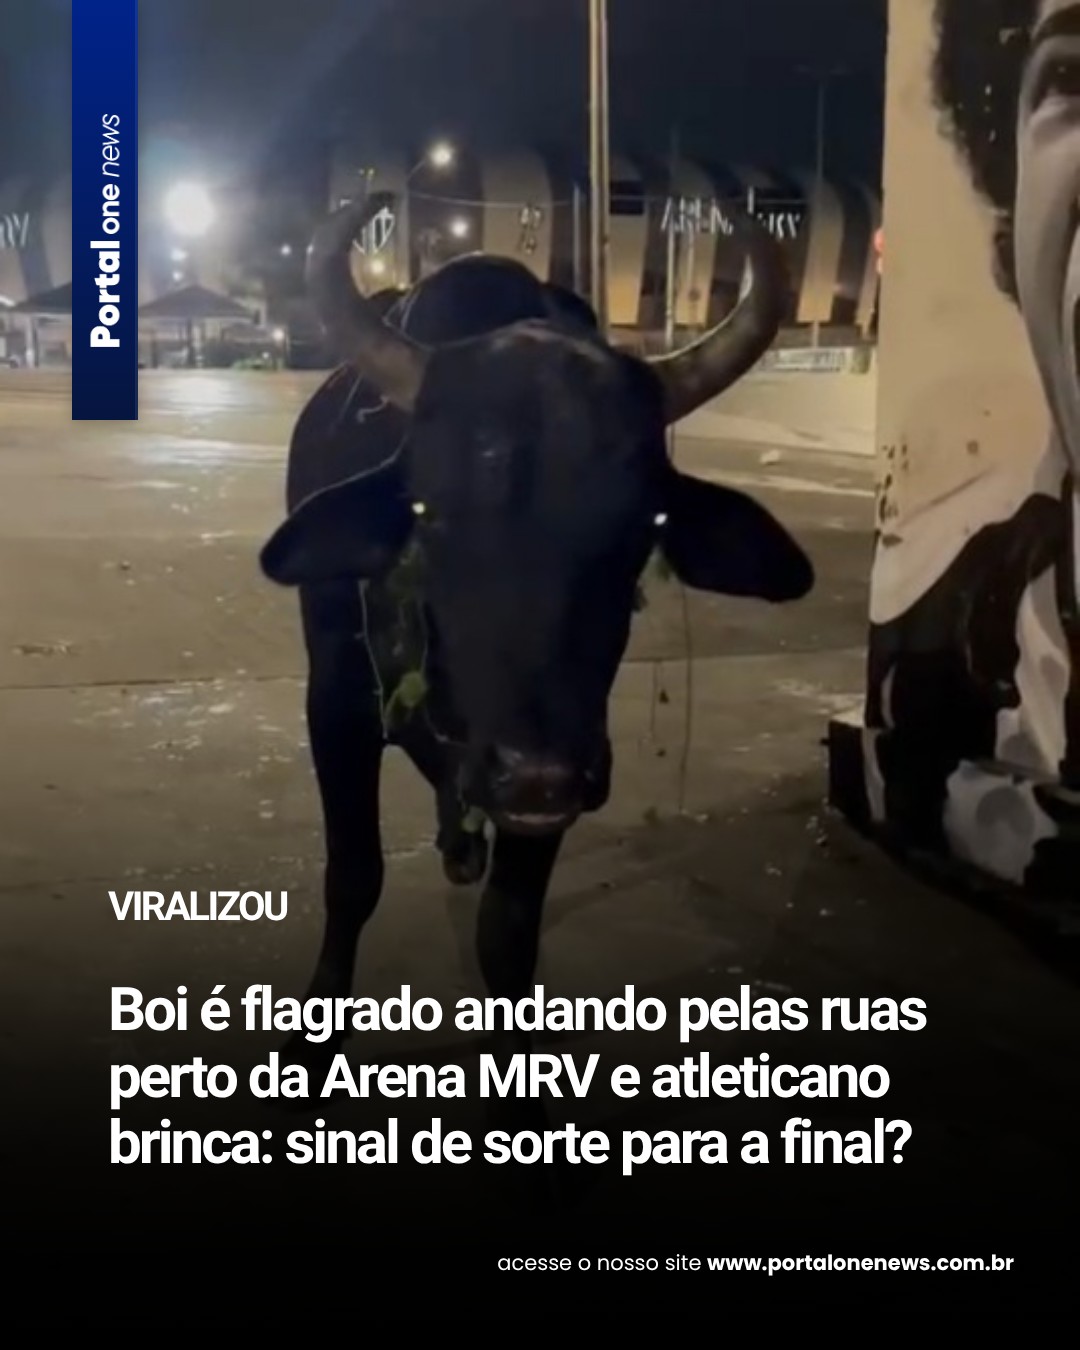 Portal one news
VIRALIZOU
Boi é flagrado andando pelas ruas
perto da Arena MRV e atleticano
brinca: sinal de sorte para a final?
acesse o nosso site www.portalonenews.com.br